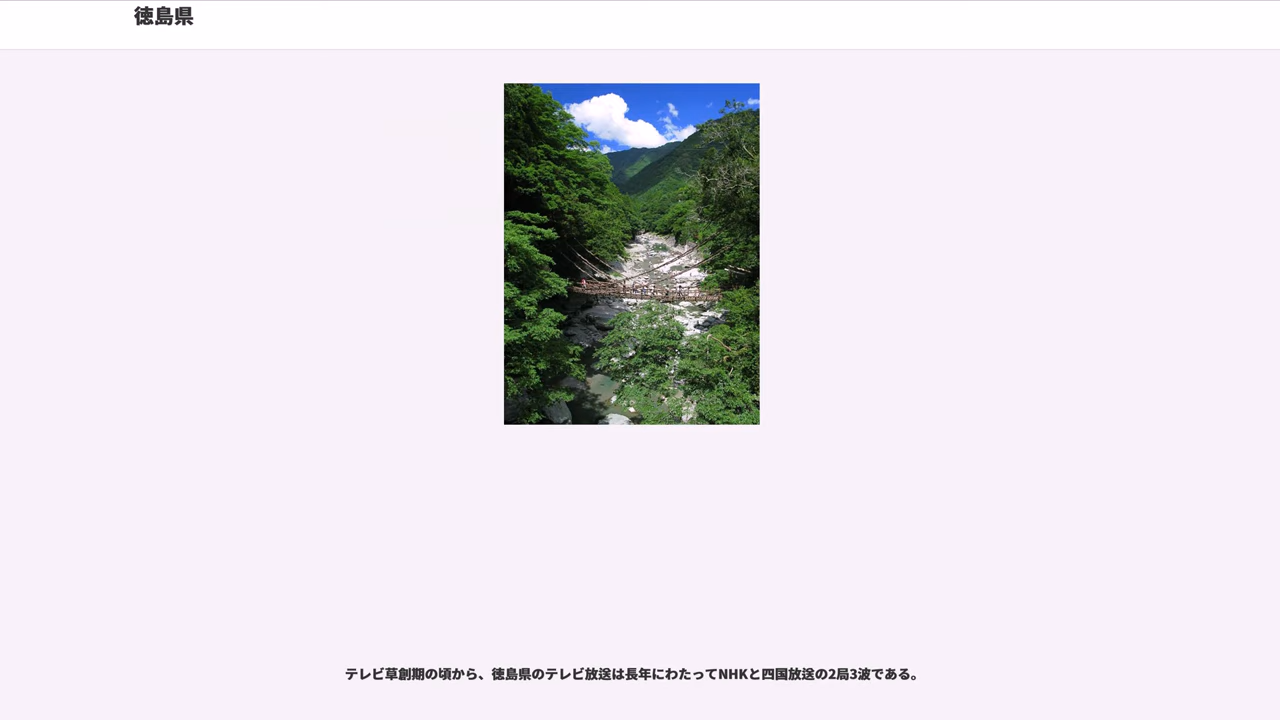 徳島県
テレビ草創期の頃から、徳島県のテレビ放送は長年にわたってNHKと四国放送の2局3波である。